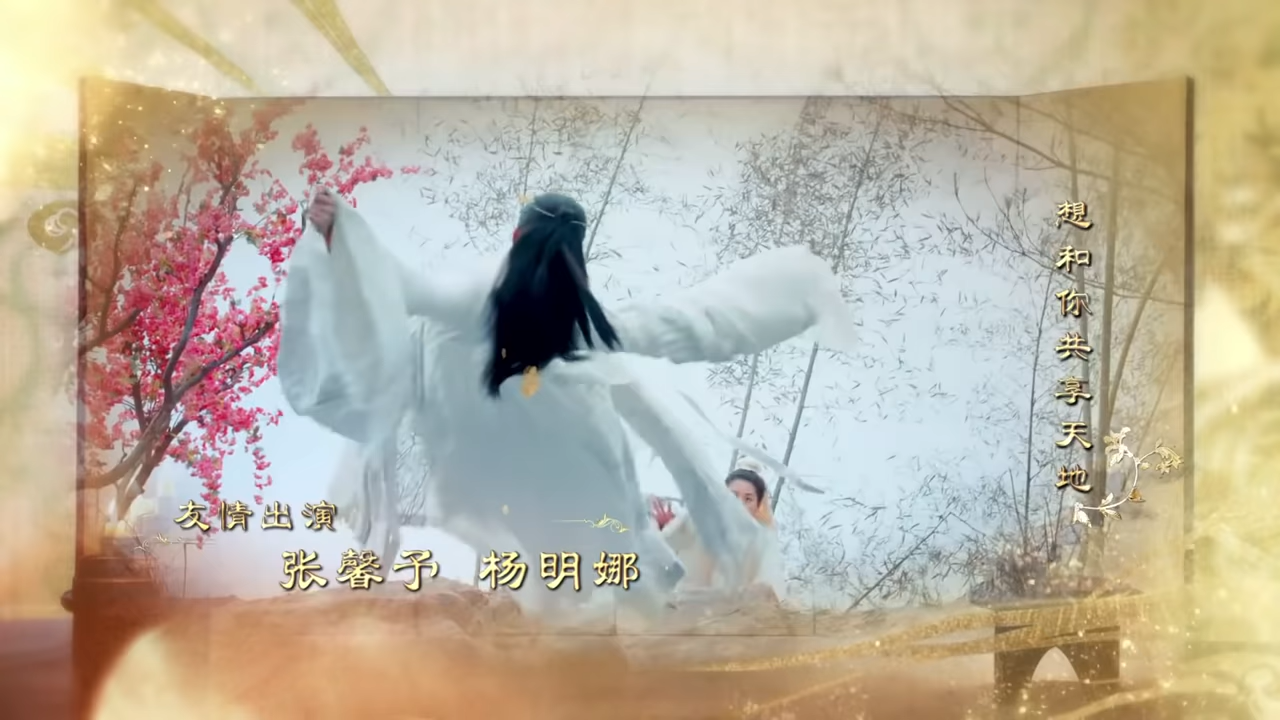 想和你共享天地
友情出演
张馨予 杨明娜